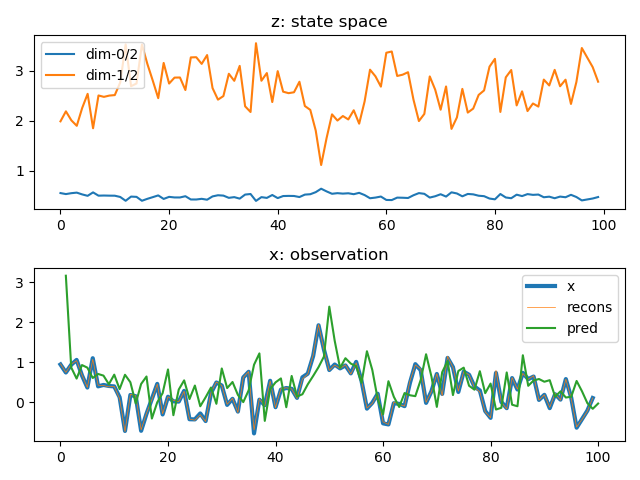 z: state space
dim-0/2
dim-1/2
3
2
1
0 20 40 60 80 100
x: observation
x
recons
pred
3
2
1
0
0 20 40 60 80 100